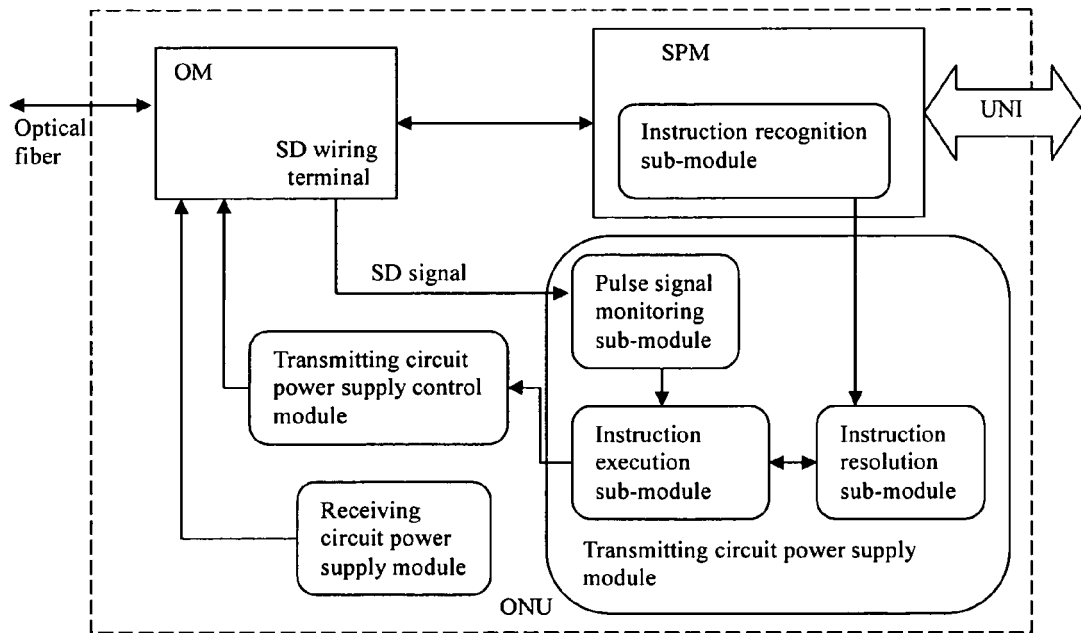 OM
SPM
Optical
fiber
UNI
SD wiring
terminal
Instruction recognition
sub-module
SD signal
Pulse signal
monitoring
sub-module
Transmitting circuit
power supply control
module
Instruction
execution
sub-module
Instruction
resolution
sub-module
Receiving
circuit power
supply module
Transmitting circuit power supply
module
ONU